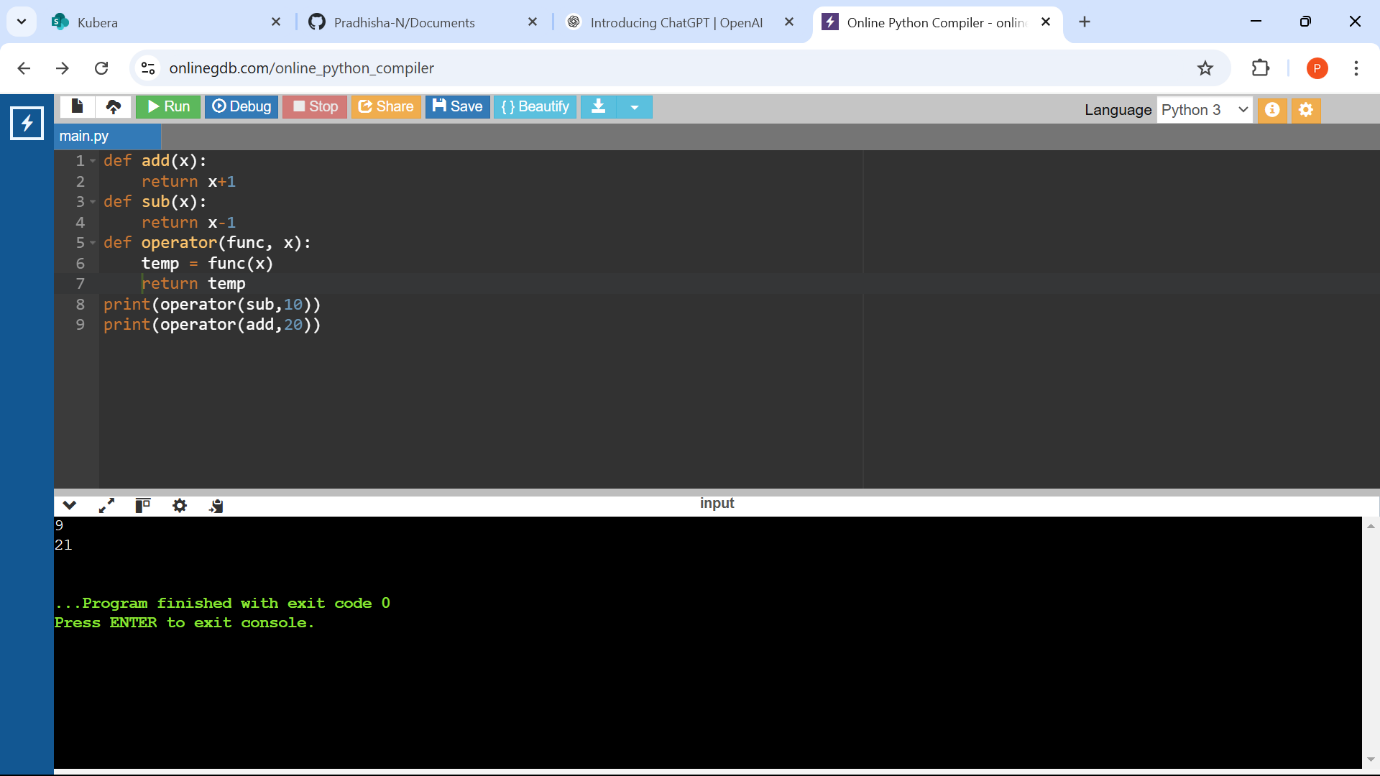 Kubera
Pradhisha-N/Documents
Introducing ChatGPT | OpenAI
Online Python Compiler - onlin
onlinegdb.com/online_python_compiler
P
Run Debug Stop Share Save { } Beautify
Language Python 3
main.py
1 def add(x):
2 return x+1
3 def sub(x):
4 return x-1
5 def operator(func, x):
6 temp = func(x)
7 return temp
8 print(operator(sub,10))
9 print(operator(add,20))
input
9
21
...Program finished with exit code 0
Press ENTER to exit console.